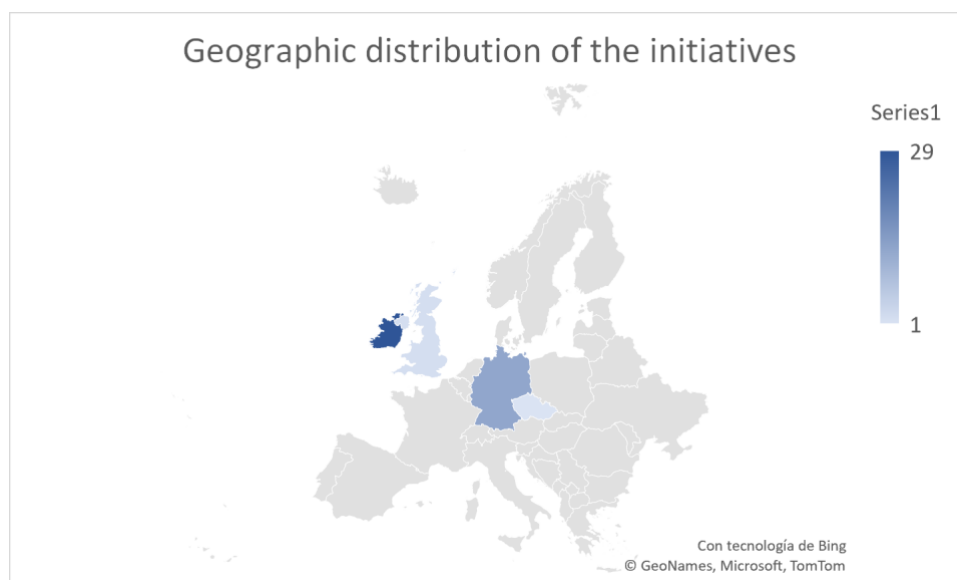 Geographic distribution of the initiatives
Series1
29
1
Con tecnología de Bing
© GeoNames, Microsoft, TomTom